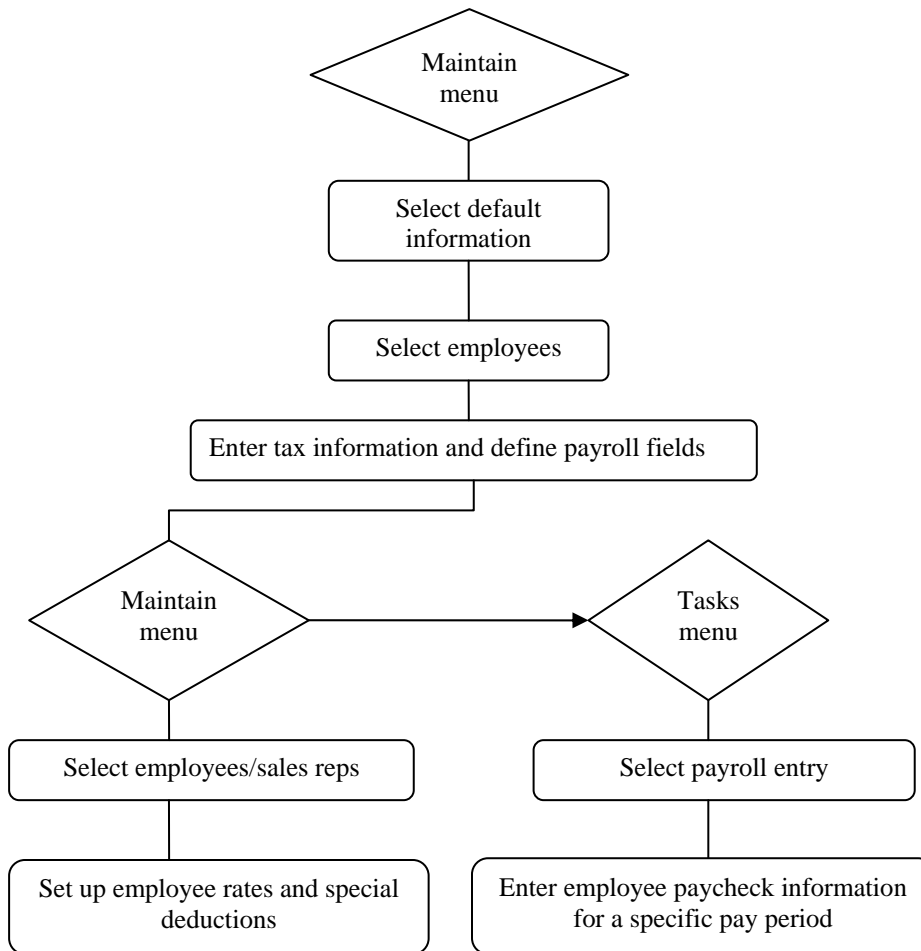 Maintain
menu
Select default
information
Select employees
Enter tax information and define payroll fields
Maintain
menu
Tasks
menu
Select employees/sales reps
Select payroll entry
Set up employee rates and special
deductions
Enter employee paycheck information
for a specific pay period